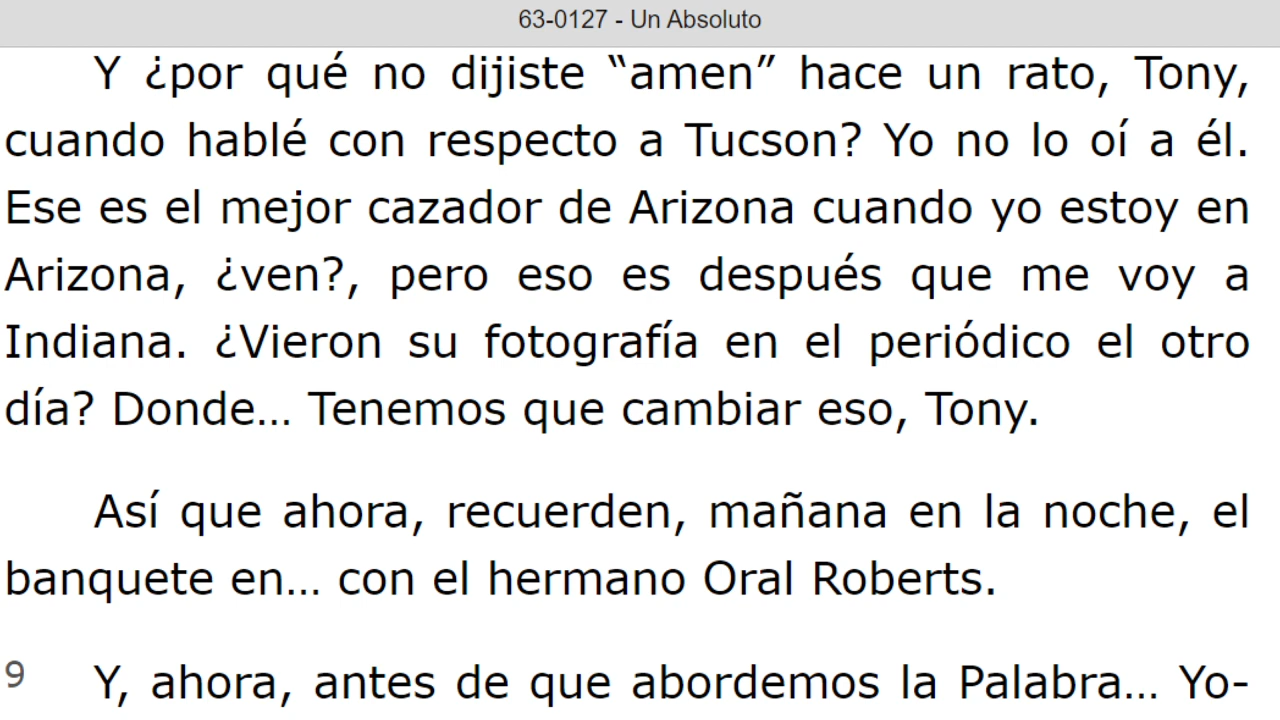 63-0127 - Un Absoluto
Y ¿por qué no dijiste “amen” hace un rato, Tony,
cuando hablé con respecto a Tucson? Yo no lo oí a él.
Ese es el mejor cazador de Arizona cuando yo estoy en
Arizona, ¿ven?, pero eso es después que me voy a
Indiana. ¿Vieron su fotografía en el periódico el otro
día? Donde... Tenemos que cambiar eso, Tony.
Así que ahora, recuerden, mañana en la noche, el
banquete en... con el hermano Oral Roberts.
9 Y, ahora, antes de que abordemos la Palabra... Yo-